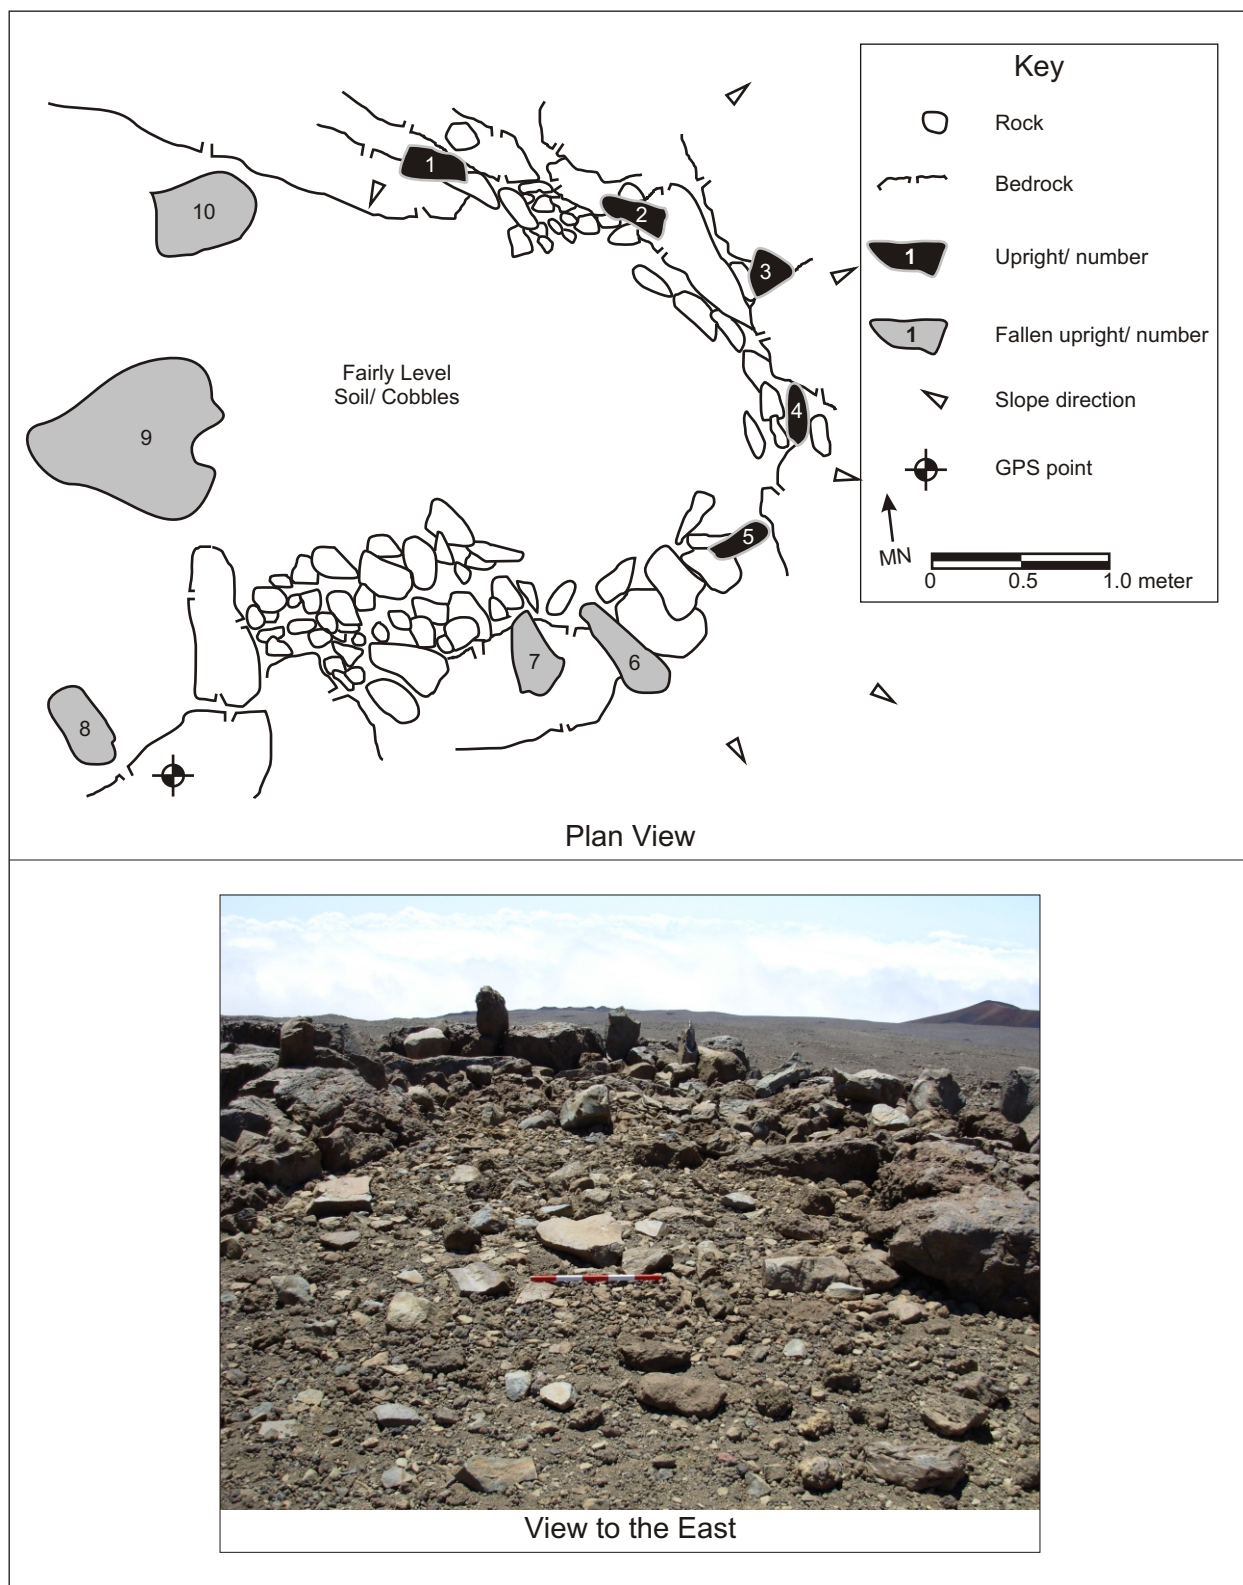 Key
Rock
Bedrock
1 Upright/ number
1 Fallen upright/ number
Slope direction
GPS point
MN
0 0.5 1.0 meter
1
2
3
4
5
6
7
8
9
10
Fairly Level
Soil/ Cobbles
Plan View
View to the East